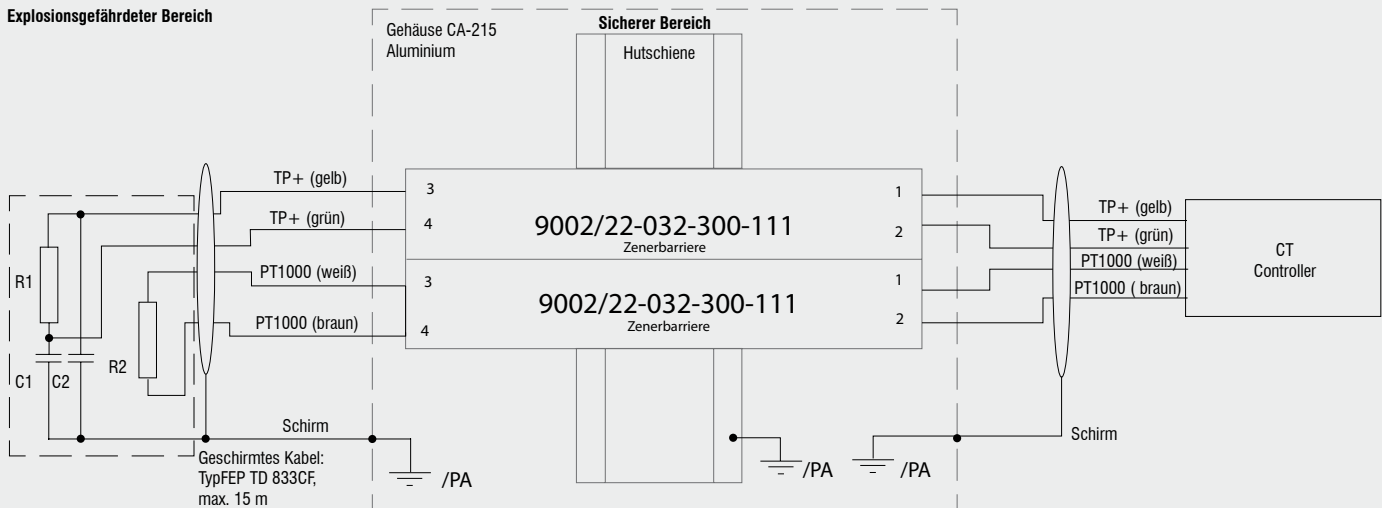 Explosionsgefährdeter Bereich
Gehäuse CA-215
Aluminium
Sicherer Bereich
Hutschiene
TP+ (gelb)
3
1
TP+ (gelb)
TP+ (grün)
4
9002/22-032-300-111
Zenerbarriere
2
TP+ (grün)
R1
PT1000 (weiß)
3
1
PT1000 (weiß)
CT
Controller
9002/22-032-300-111
Zenerbarriere
PT1000 ( braun)
PT1000 (braun)
4
2
C1
C2
R2
Schirm
Schirm
Geschirmtes Kabel:
TypFEP TD 833CF,
max. 15 m
/PA
/PA
/PA